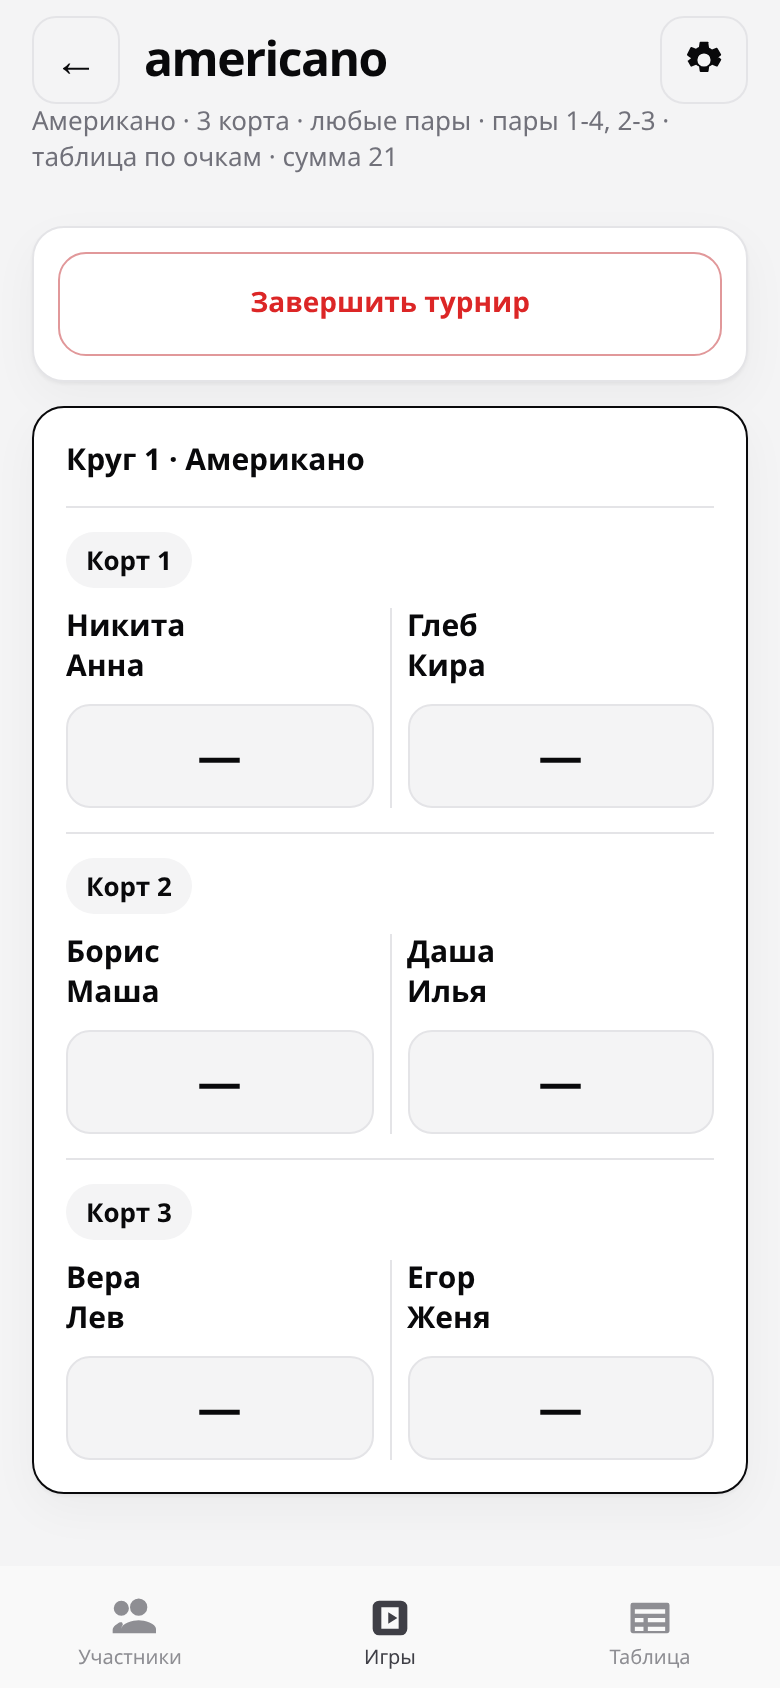 ← americano
Американо · 3 корта · любые пары · пары 1-4, 2-3 ·
таблица по очкам · сумма 21
Завершить турнир
Круг 1 · Американо
Корт 1
Никита
Анна
Глеб
Кира
— —
Корт 2
Борис
Маша
Даша
Илья
— —
Корт 3
Вера
Лев
Егор
Женя
— —
Участники Игры Таблица